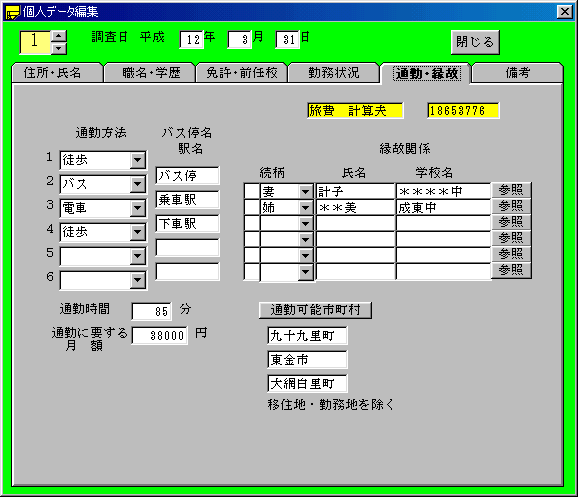 個人データ編集
1 調査日 平成 12年 3月 31日 閉じる
住所・氏名 職名・学歴 免許・前任校 勤務状況 通勤・縁故 備考
旅費 計算夫 18653776
通勤方法 バス停名
駅名
縁故関係
続柄 氏名 学校名
1 徒歩
2 バス バス停
3 電車 乗車駅
4 徒歩 下車駅
5
6
妻 計子 ＊＊＊＊中 参照
姉 ＊＊美 成東中 参照
参照
参照
参照
参照
通勤時間 85 分
通勤に要する
月 額 38000 円
通勤可能市町村
九十九里町
東金市
大網白里町
移住地・勤務地を除く